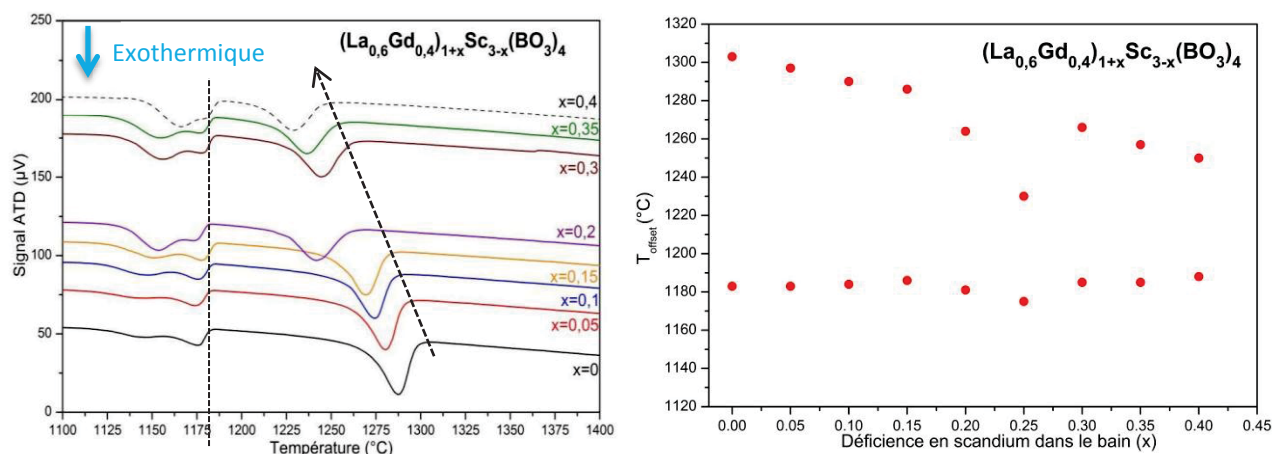 Exothermique
(La0,6Gd0,4)1+xSc3-x(BO3)4
250
200
150
100
50
0
Signal ATD (µV)
x=0,4
x=0,35
x=0,3
x=0,2
x=0,15
x=0,1
x=0,05
x=0
1100 1125 1150 1175 1200 1225 1250 1275 1300 1325 1350 1375 1400
Température (°C)
(La0,6Gd0,4)1+xSc3-x(BO3)4
1320
1300
1280
1260
1240
1220
1200
1180
1160
1140
1120
Toffset (°C)
0.00 0.05 0.10 0.15 0.20 0.25 0.30 0.35 0.40 0.45
Déficience en scandium dans le bain (x)